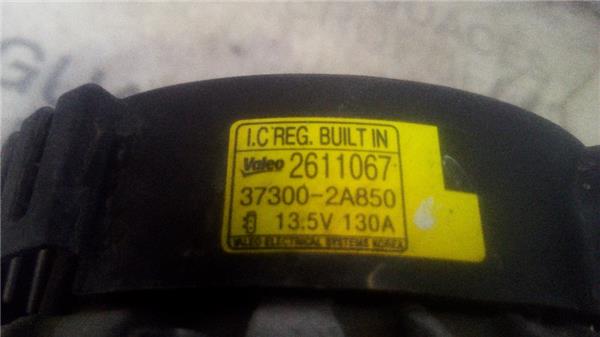 I.C REG. BUILT IN
Valeo 2611067
37300-2A850
13.5V 130A
VALEO ELECTRICAL SYSTEMS KOREA